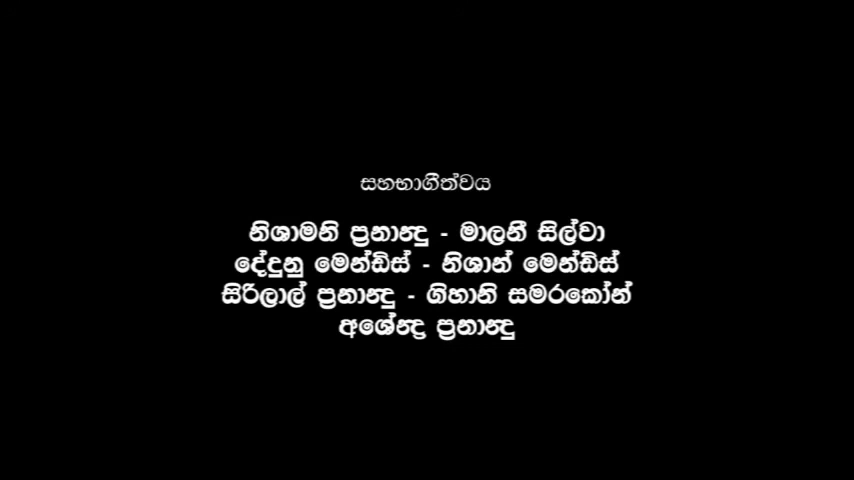 සහභාගීත්වය
නිශාමනි ප්‍රනාන්දු - මාලනී සිල්වා
දේදුනු මෙන්ඩිස් - නිශාන් මෙන්ඩිස්
සිරිලාල් ප්‍රනාන්දු - ගිහානි සමරකෝන්
අශේන්ද්‍ර ප්‍රනාන්දු